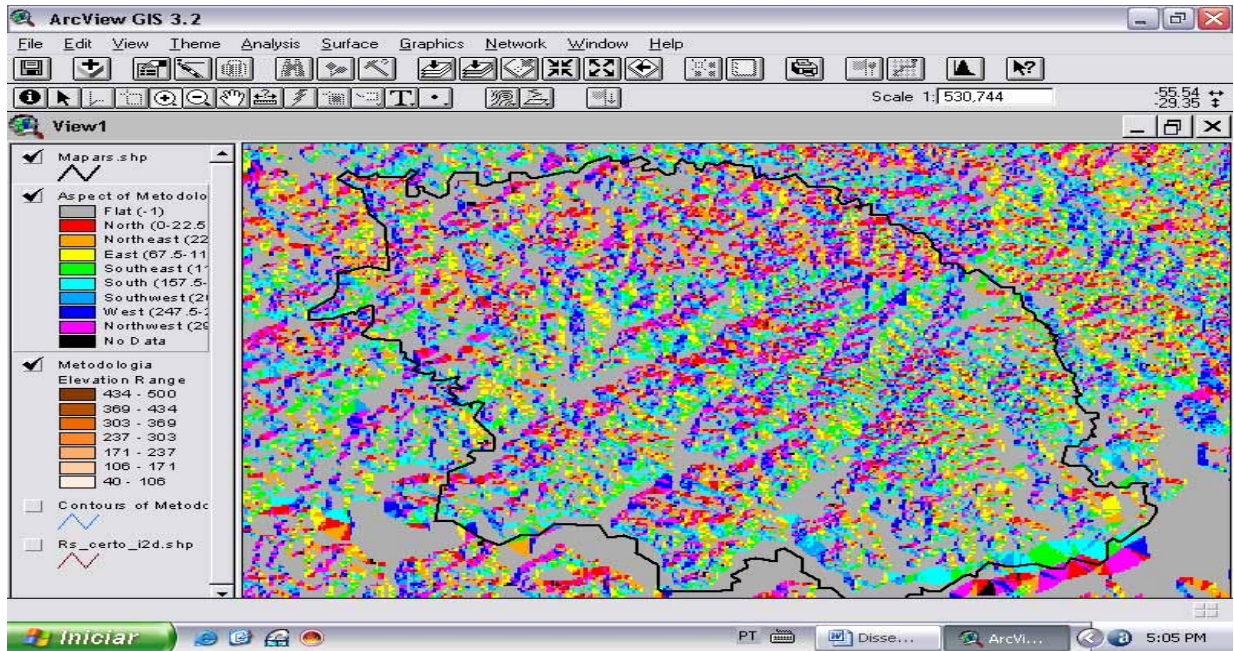 ArcView GIS 3.2
File Edit View Theme Analysis Surface Graphics Network Window Help
Scale 1: 530,744
-55.54
-29.35
View1
Mapars.shp
Aspect of Metodolo
Flat (-1)
North (0-22.5
Northeast (22
East (67.5-11
Southeast (11
South (157.5-
Southwest (20
West (247.5-2
Northwest (29
No Data
Metodologia
Elevation Range
434 - 500
369 - 434
303 - 369
237 - 303
171 - 237
106 - 171
40 - 106
Contours of Metodo
Rs_certo_i2d.shp
Iniciar
PT
Disse...
ArcVi...
5:05 PM